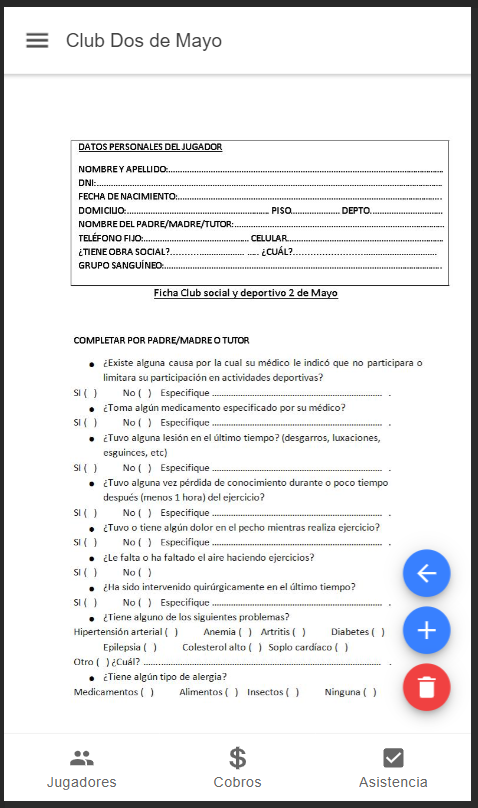 Club Dos de Mayo
DATOS PERSONALES DEL JUGADOR
NOMBRE Y APELLIDO:
DNI:
FECHA DE NACIMIENTO:
DOMICILIO: PISO DEPTO
NOMBRE DEL PADRE/MADRE/TUTOR:
TELÉFONO FIJO: CELULAR
¿TIENE OBRA SOCIAL? ¿CUÁL?
GRUPO SANGUÍNEO:
Ficha Club social y deportivo 2 de Mayo
COMPLETAR POR PADRE/MADRE O TUTOR
• ¿Existe alguna causa por la cual su médico le indicó que no participara o
limitara su participación en actividades deportivas?
SI ( ) No ( ) Especifique .
• ¿Toma algún medicamento especificado por su médico?
SI ( ) No ( ) Especifique .
• ¿Tuvo alguna lesión en el último tiempo? (desgarros, luxaciones,
esguinces, etc)
SI ( ) No ( ) Especifique .
• ¿Tuvo alguna vez pérdida de conocimiento durante o poco tiempo
después (menos 1 hora) del ejercicio?
SI ( ) No ( ) Especifique .
• ¿Tuvo o tiene algún dolor en el pecho mientras realiza ejercicio?
SI ( ) No ( ) Especifique .
• ¿Le falta o ha faltado el aire haciendo ejercicios?
SI ( ) No ( )
• ¿Ha sido intervenido quirúrgicamente en el último tiempo?
SI ( ) No ( ) Especifique .
• ¿Tiene alguno de los siguientes problemas?
Hipertensión arterial ( ) Anemia ( ) Artritis ( ) Diabetes ( )
Epilepsia ( ) Colesterol alto ( ) Soplo cardíaco ( )
Otro ( ) ¿Cuál? .
• ¿Tiene algún tipo de alergia?
Medicamentos ( ) Alimentos ( ) Insectos ( ) Ninguna ( )
Jugadores Cobros Asistencia